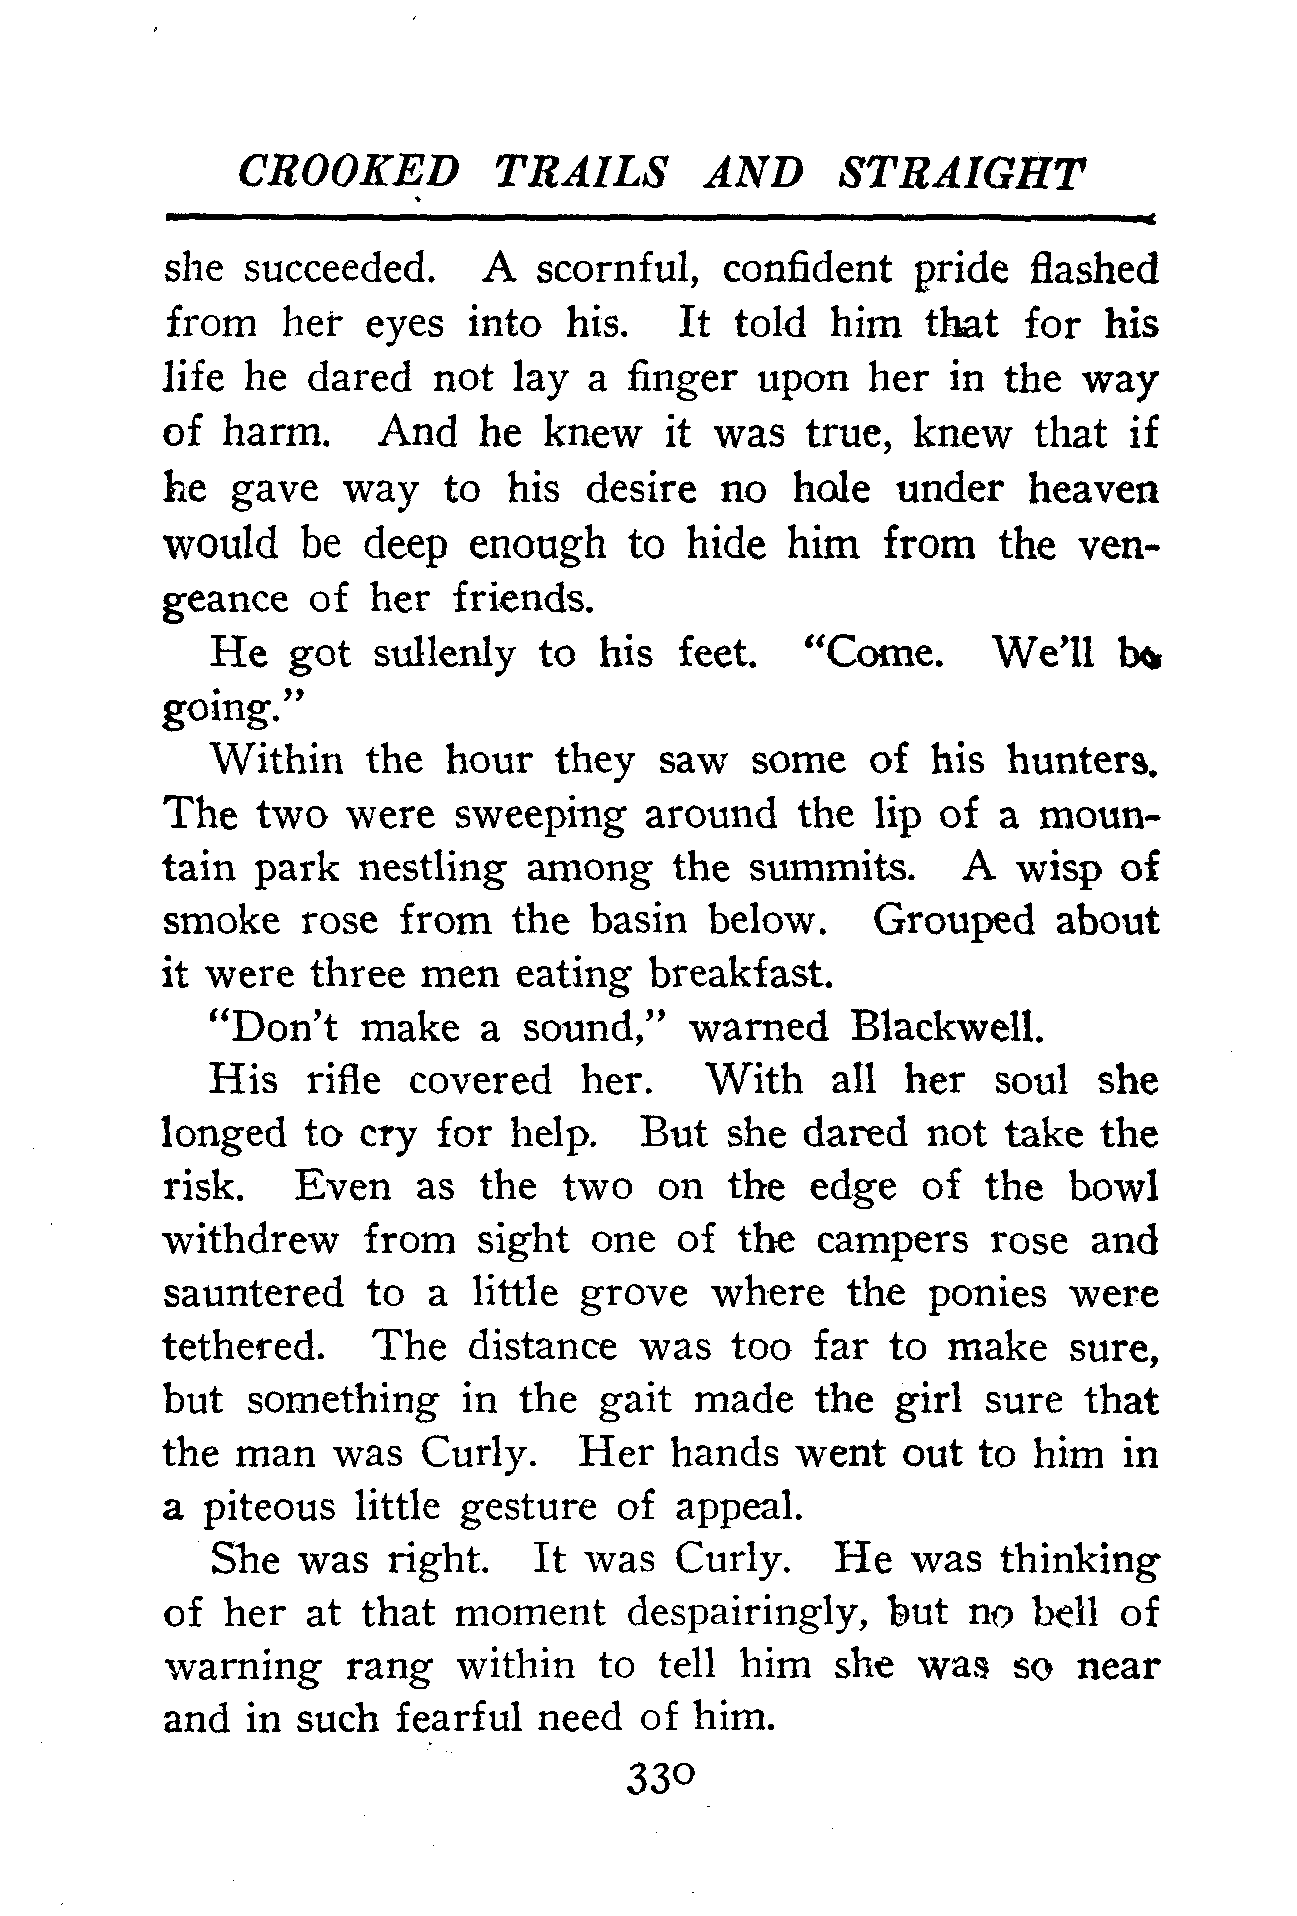 CROOKED TRAILS AND STRAIGHT
she succeeded. A scornful, confident pride flashed
from her eyes into his. It told him that for his
life he dared not lay a finger upon her in the way
of harm. And he knew it was true, knew that if
he gave way to his desire no hole under heaven
would be deep enough to hide him from the ven-
geance of her friends.
He got sullenly to his feet. "Come. We'll be
going."
Within the hour they saw some of his hunters.
The two were sweeping around the lip of a moun-
tain park nestling among the summits. A wisp of
smoke rose from the basin below. Grouped about
it were three men eating breakfast.
"Don't make a sound," warned Blackwell.
His rifle covered her. With all her soul she
longed to cry for help. But she dared not take the
risk. Even as the two on the edge of the bowl
withdrew from sight one of the campers rose and
sauntered to a little grove where the ponies were
tethered. The distance was too far to make sure,
but something in the gait made the girl sure that
the man was Curly. Her hands went out to him in
a piteous little gesture of appeal.
She was right. It was Curly. He was thinking
of her at that moment despairingly, but no bell of
warning rang within to tell him she was so near
and in such fearful need of him.
330